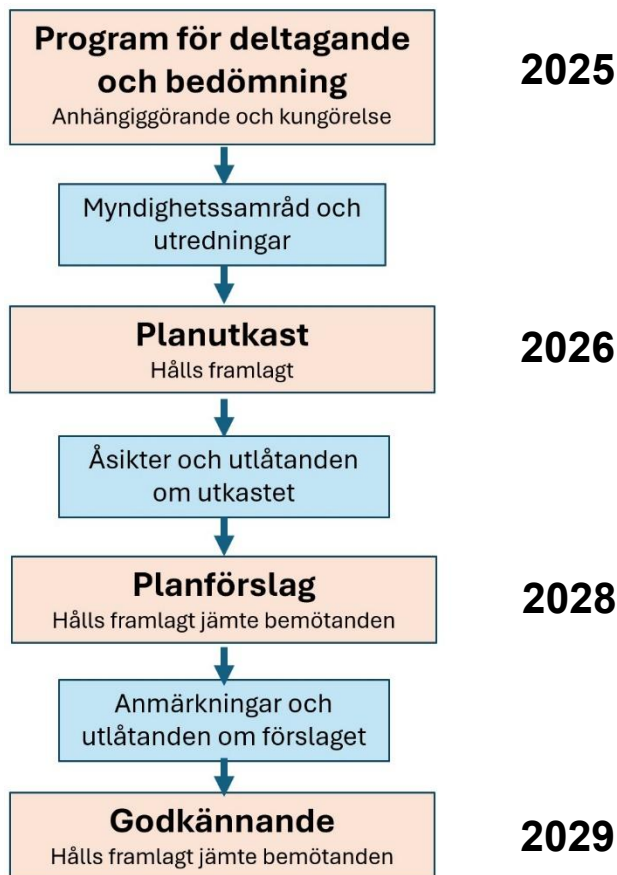 Program för deltagande
och bedömning
Anhängiggörande och kungörelse
2025
Myndighetssamråd och
utredningar
Planutkast
Hålls framlagt
2026
Åsikter och utlåtanden
om utkastet
Planförslag
Hålls framlagt jämte bemötanden
2028
Anmärkningar och
utlåtanden om förslaget
Godkännande
Hålls framlagt jämte bemötanden
2029